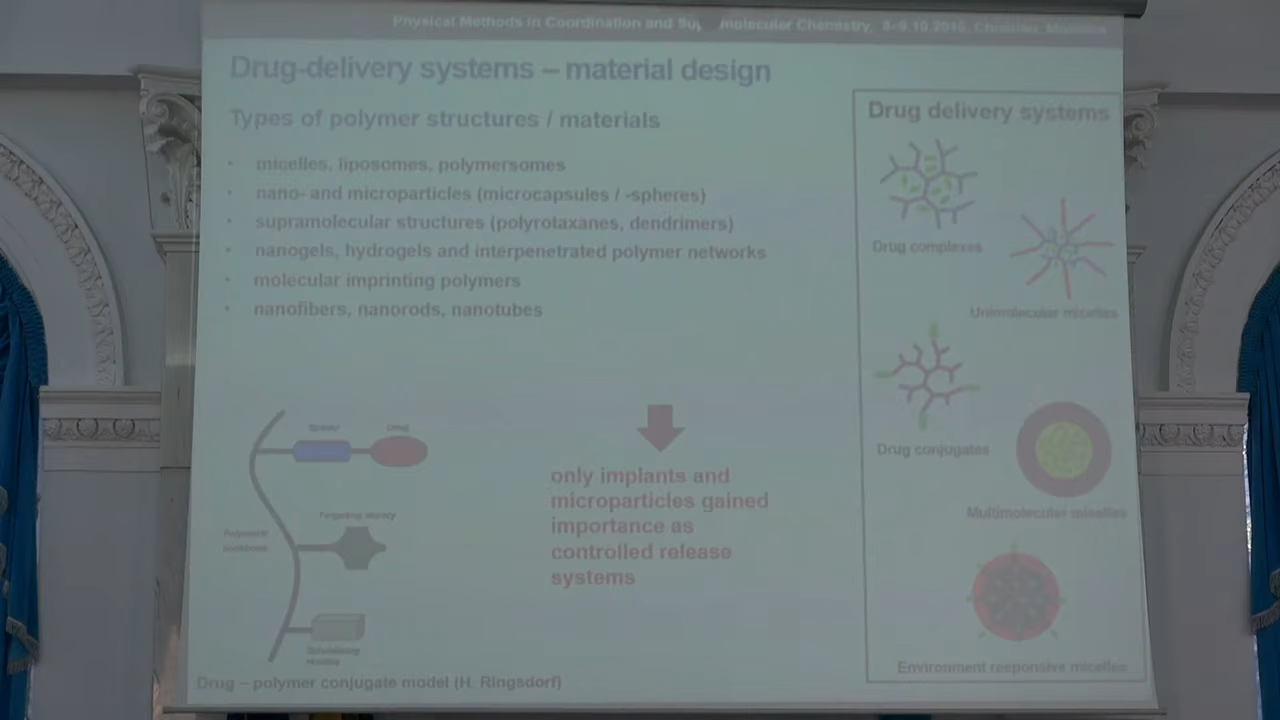 Physical Methods in Coordination and molecular Chemistry, 8-9.10.2015, Chisinau, Moldova
Drug-delivery systems – material design
Types of polymer structures / materials
• micelles, liposomes, polymersomes
• nano- and microparticles (microcapsules / -spheres)
• supramolecular structures (polyrotaxanes, dendrimers)
• nanogels, hydrogels and interpenetrated polymer networks
• molecular imprinting polymers
• nanofibers, nanorods, nanotubes
Spacer
Drug
Targeting moiety
Polymeric
backbone
Solubilising
moiety
Drug – polymer conjugate model (H. Ringsdorf)
only implants and
microparticles gained
importance as
controlled release
systems
Drug delivery systems
Drug complexes
Unimolecular micelles
Drug conjugates
Multimolecular micelles
Environment responsive micelles